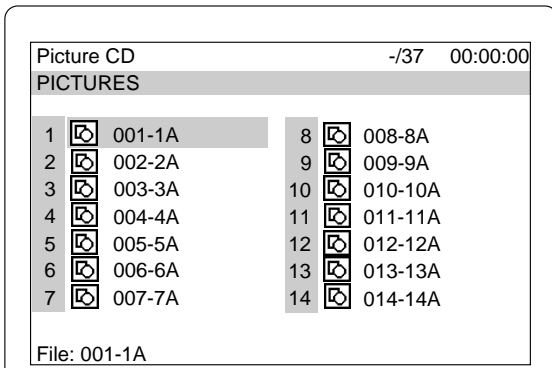 Picture CD -/37 00:00:00
PICTURES
1 001-1A
2 002-2A
3 003-3A
4 004-4A
5 005-5A
6 006-6A
7 007-7A
8 008-8A
9 009-9A
10 010-10A
11 011-11A
12 012-12A
13 013-13A
14 014-14A
File: 001-1A